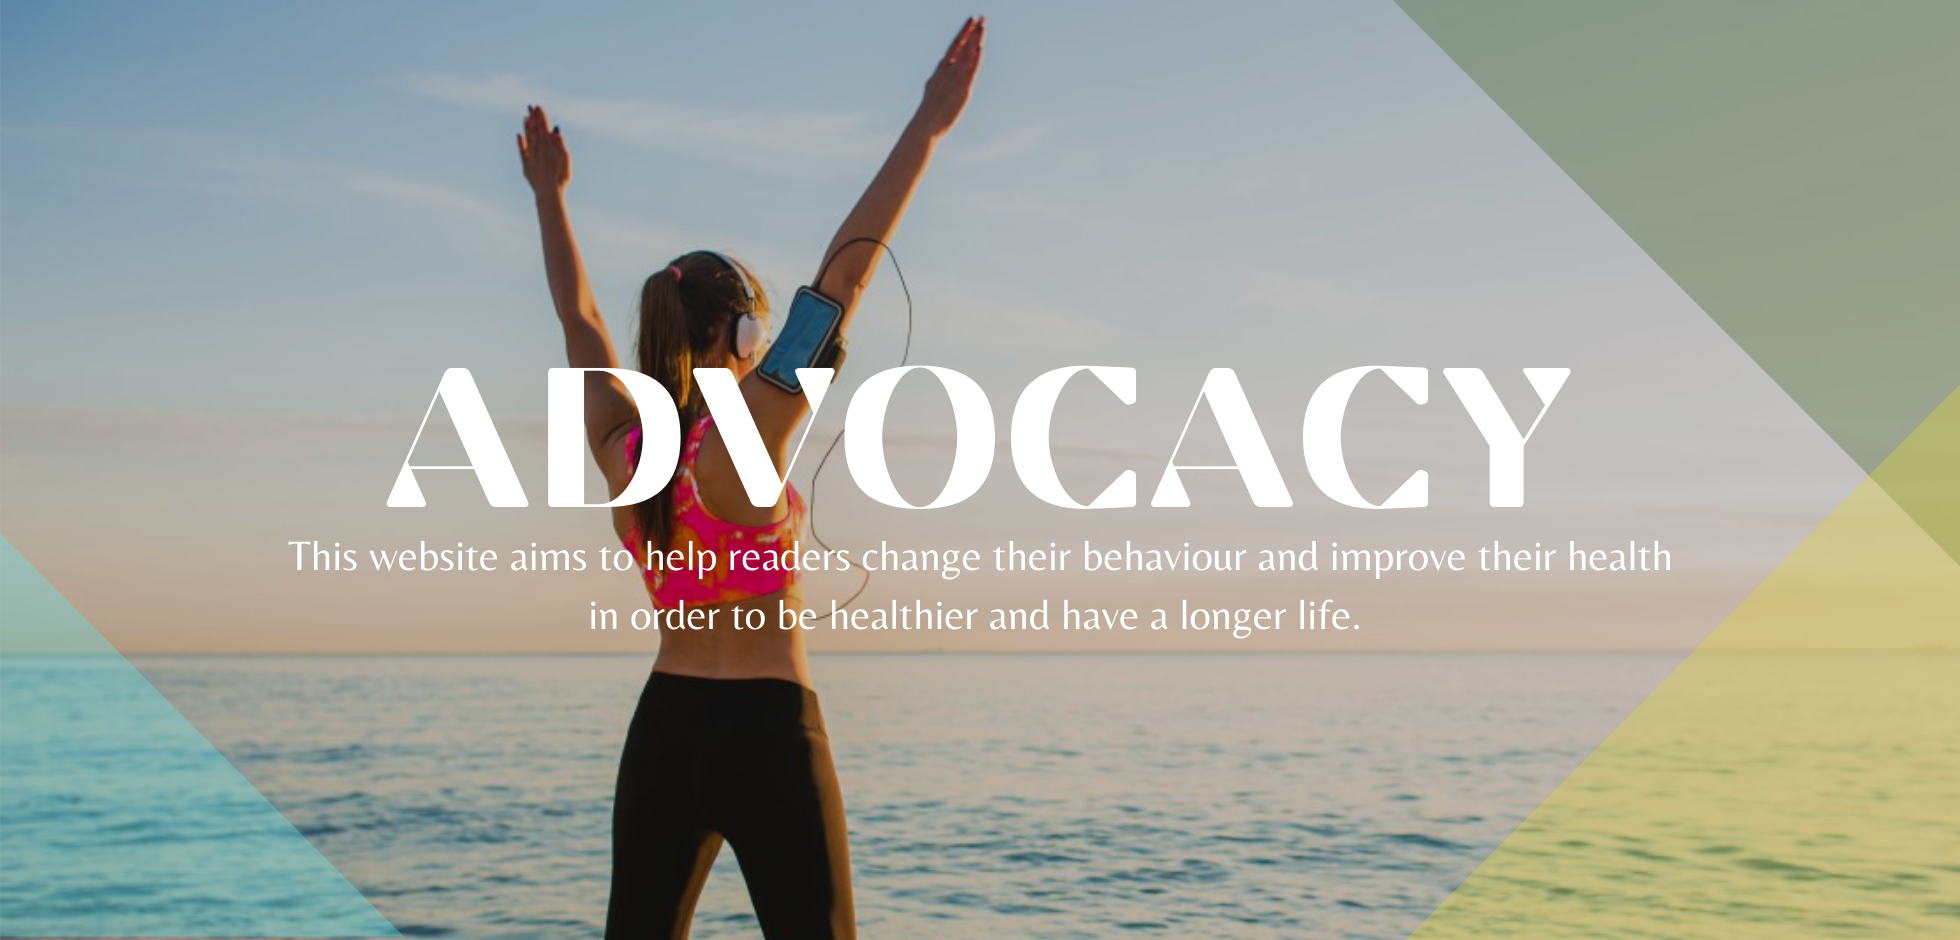 ADVOCACY
This website aims to help readers change their behaviour and improve their health
in order to be healthier and have a longer life.